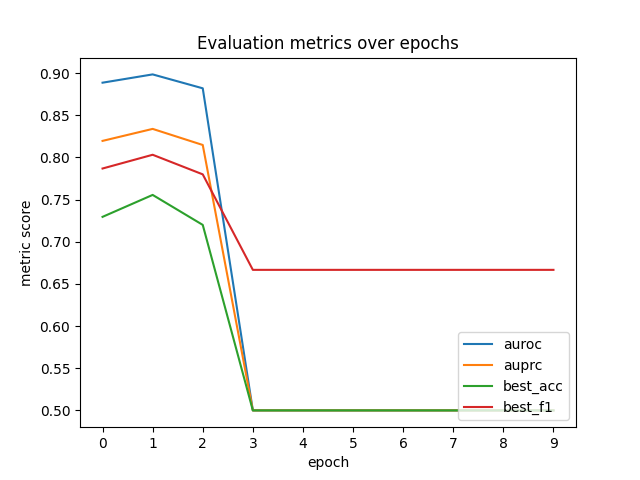 Evaluation metrics over epochs
metric score
0.90
0.85
0.80
0.75
0.70
0.65
0.60
0.55
0.50
auroc
auprc
best_acc
best_f1
0 1 2 3 4 5 6 7 8 9
epoch